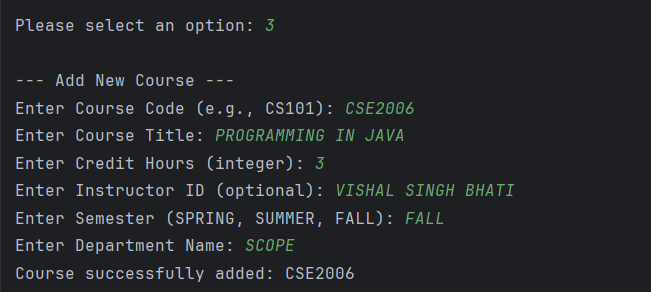 Please select an option: 3
--- Add New Course ---
Enter Course Code (e.g., CS101): CSE2006
Enter Course Title: PROGRAMMING IN JAVA
Enter Credit Hours (integer): 3
Enter Instructor ID (optional): VISHAL SINGH BHATI
Enter Semester (SPRING, SUMMER, FALL): FALL
Enter Department Name: SCOPE
Course successfully added: CSE2006